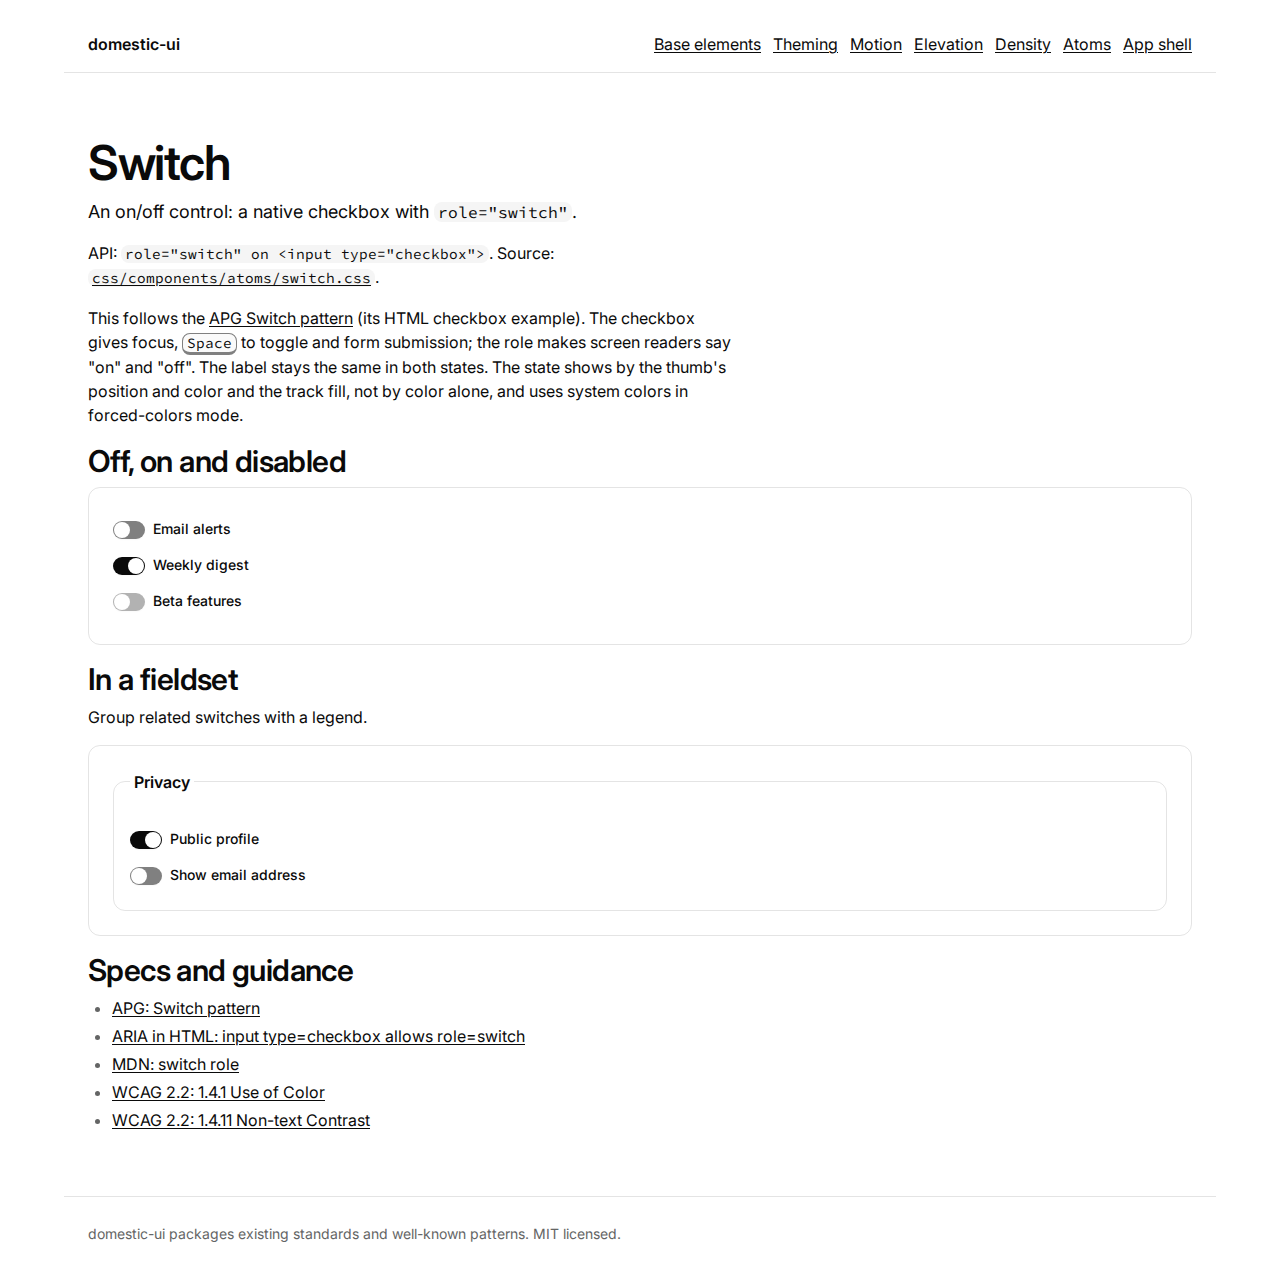 domestic-ui
Base elements Theming Motion Elevation Density Atoms App shell
Switch
An on/off control: a native checkbox with role="switch".
API: role="switch" on <input type="checkbox">. Source:
css/components/atoms/switch.css.
This follows the APG Switch pattern (its HTML checkbox example). The checkbox
gives focus, Space to toggle and form submission; the role makes screen readers say
"on" and "off". The label stays the same in both states. The state shows by the thumb's
position and color and the track fill, not by color alone, and uses system colors in
forced-colors mode.
Off, on and disabled
Email alerts
Weekly digest
Beta features
In a fieldset
Group related switches with a legend.
Privacy
Public profile
Show email address
Specs and guidance
APG: Switch pattern
ARIA in HTML: input type=checkbox allows role=switch
MDN: switch role
WCAG 2.2: 1.4.1 Use of Color
WCAG 2.2: 1.4.11 Non-text Contrast
domestic-ui packages existing standards and well-known patterns. MIT licensed.